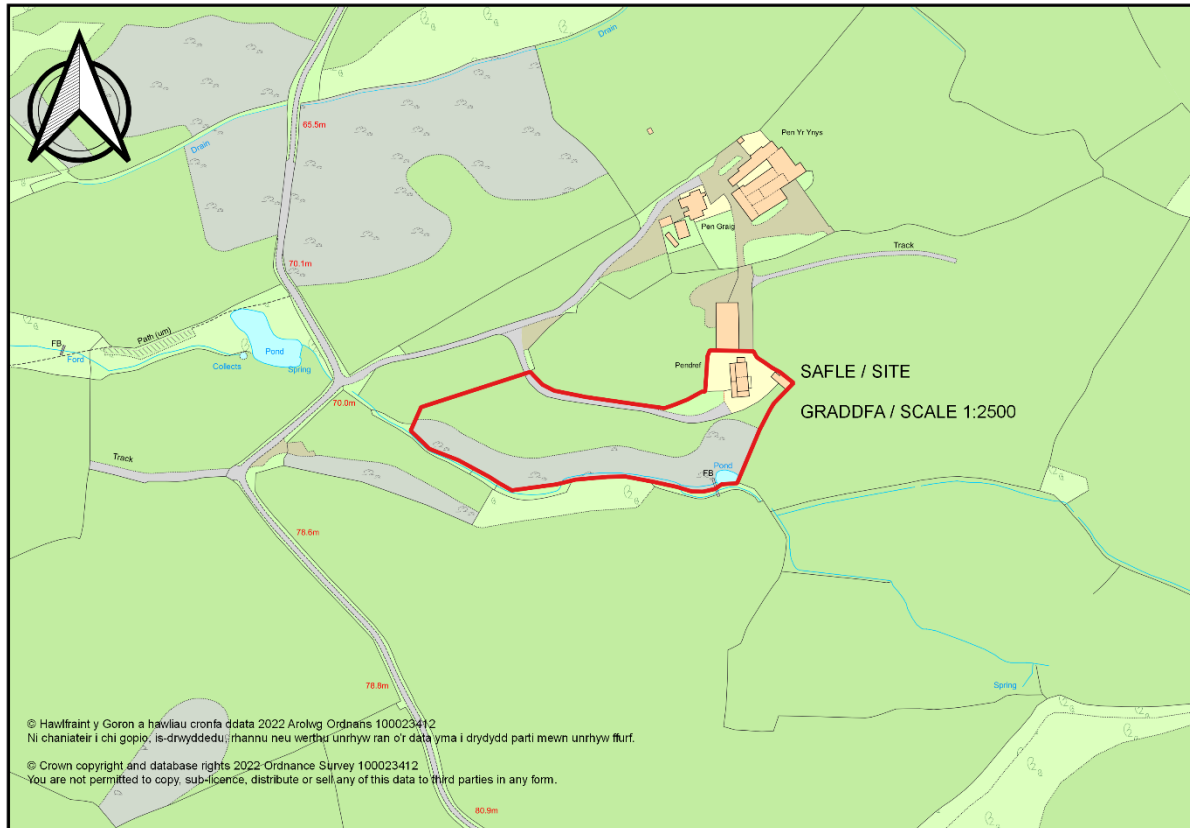 Drain
65.5m
Drain
Pen Yr Ynys
Pen Graig
Track
70.1m
Path (um)
FB
Ford
Pond
Collects
Spring
Pendref
SAFLE / SITE
GRADDFA / SCALE 1:2500
70.0m
Track
Pond
FB
78.6m
Spring
78.8m
© Hawlfraint y Goron a hawliau cronfa ddata 2022 Arolwg Ordnans 100023412
Ni chaniateir i chi gopio, is-drwyddedu, rhannu neu werthu unrhyw ran o'r data yma i drydydd parti mewn unrhyw ffurf.
© Crown copyright and database rights 2022 Ordnance Survey 100023412
You are not permitted to copy, sub-licence, distribute or sell any of this data to third parties in any form.
80.9m